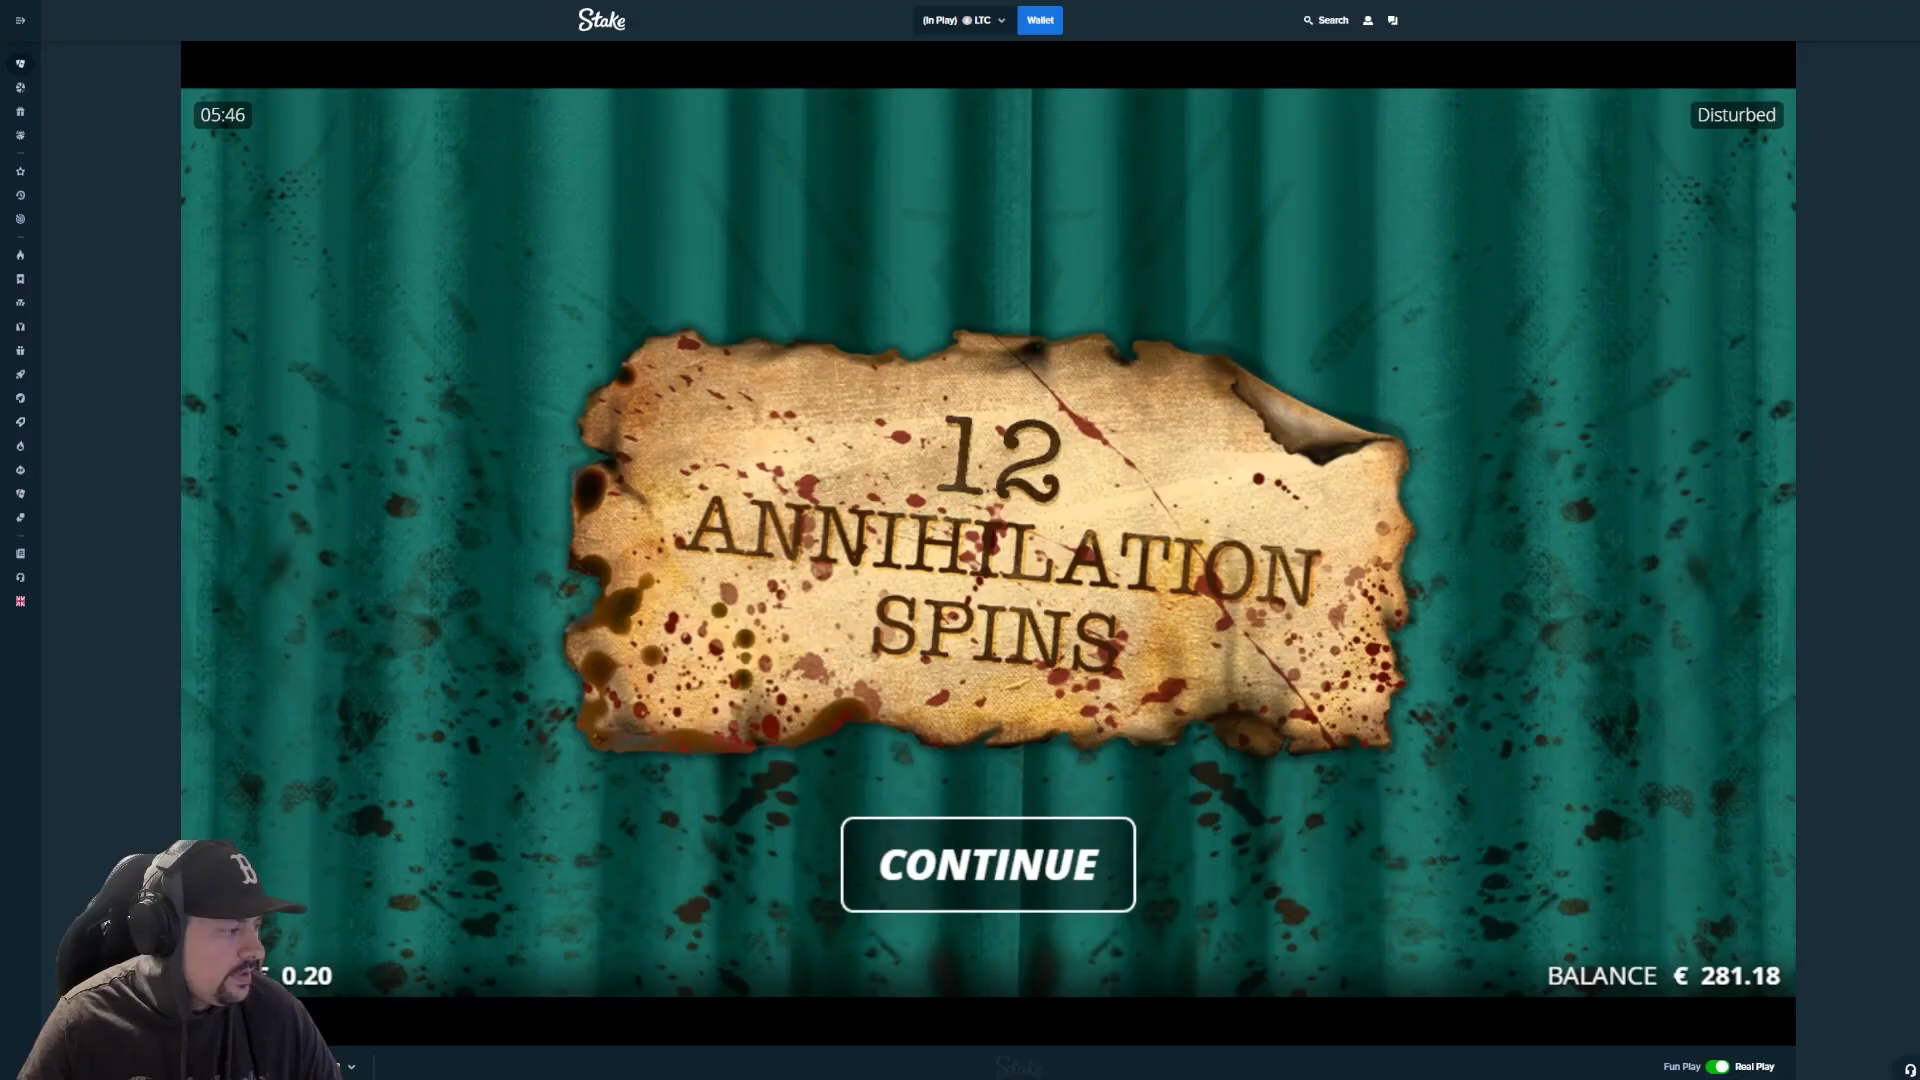 Stake
(In Play) LTC
Wallet
Search
05:46
Disturbed
12
ANNIHILATION
SPINS
CONTINUE
€ 0.20
BALANCE € 281.18
Stake
Fun Play
Real Play